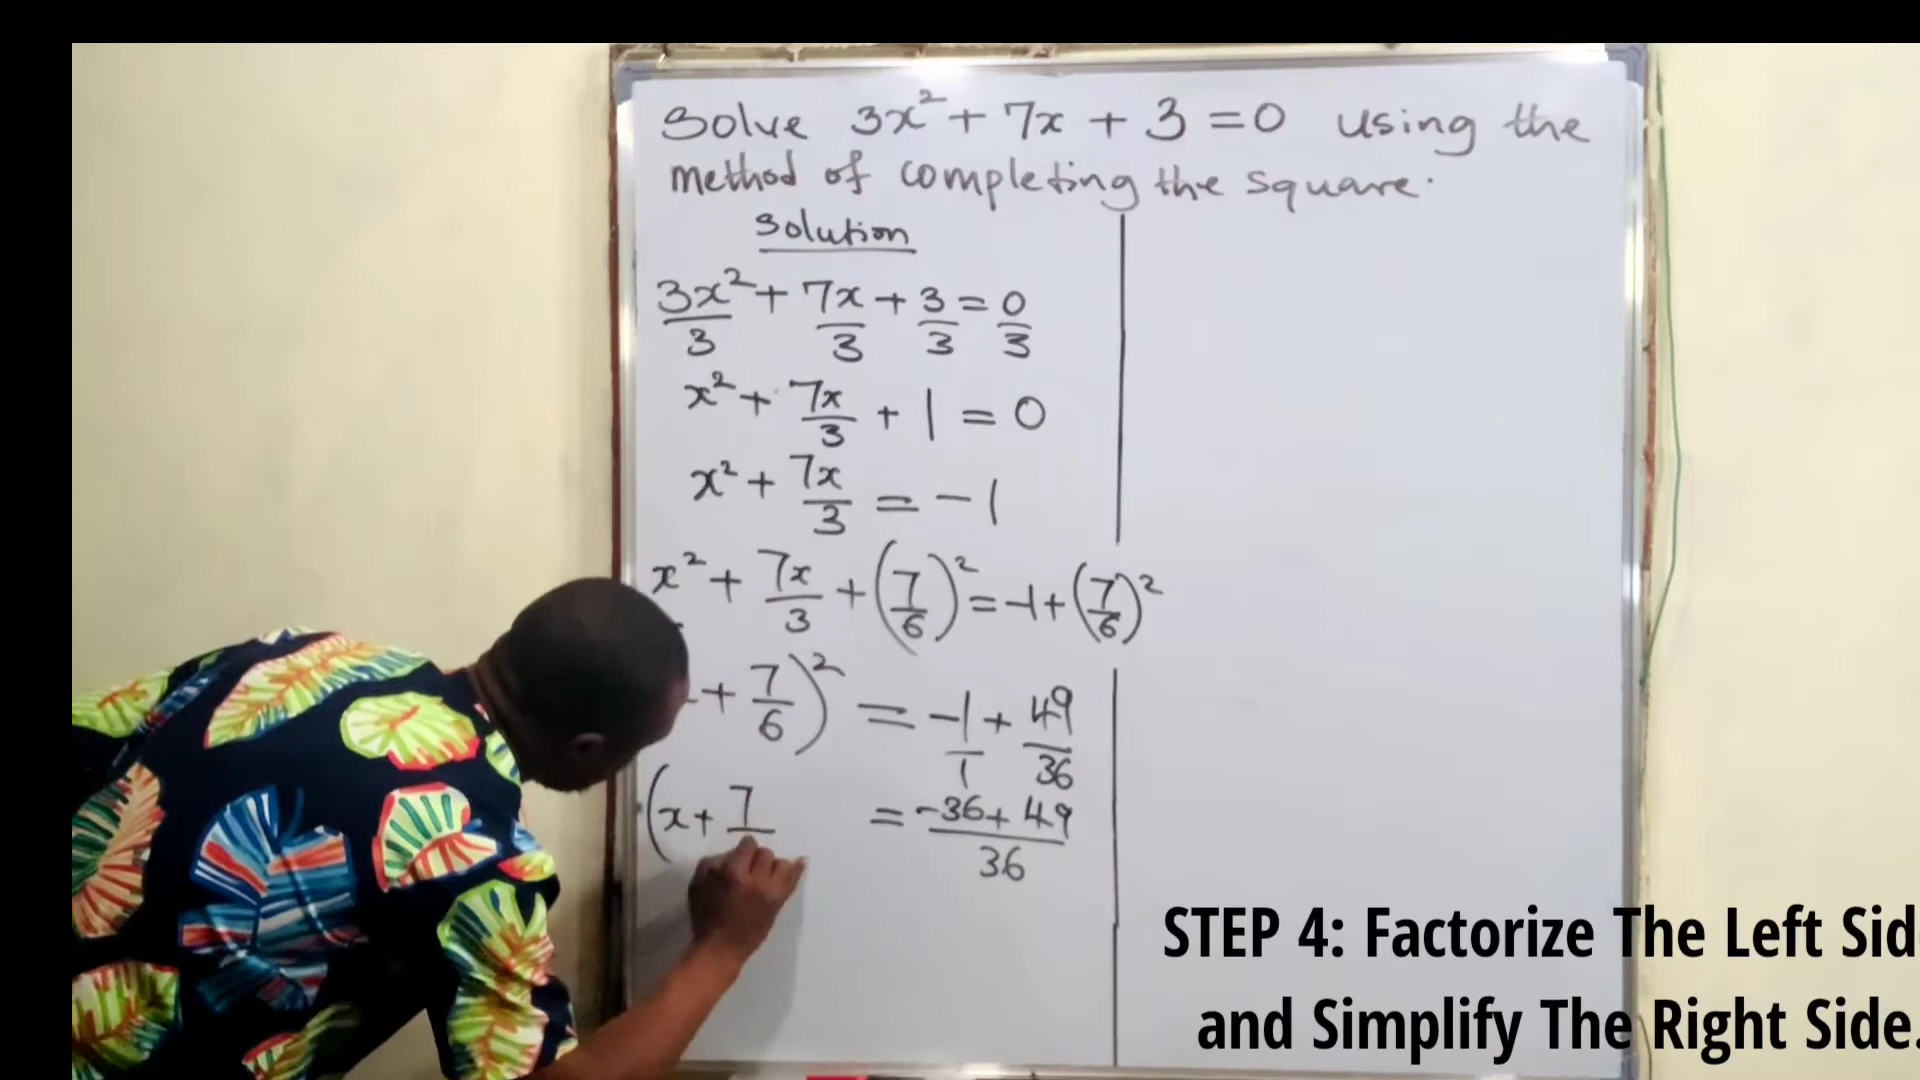 Solve 3x² + 7x + 3 = 0 using the
method of completing the square.
Solution
3x²/3 + 7x/3 + 3/3 = 0/3
x² + 7x/3 + 1 = 0
x² + 7x/3 = -1
x² + 7x/3 + (7/6)² = -1 + (7/6)²
+ 7/6)² = -1/1 + 49/36
(x + 7 = -36 + 49/36
STEP 4: Factorize The Left Sid
and Simplify The Right Side.